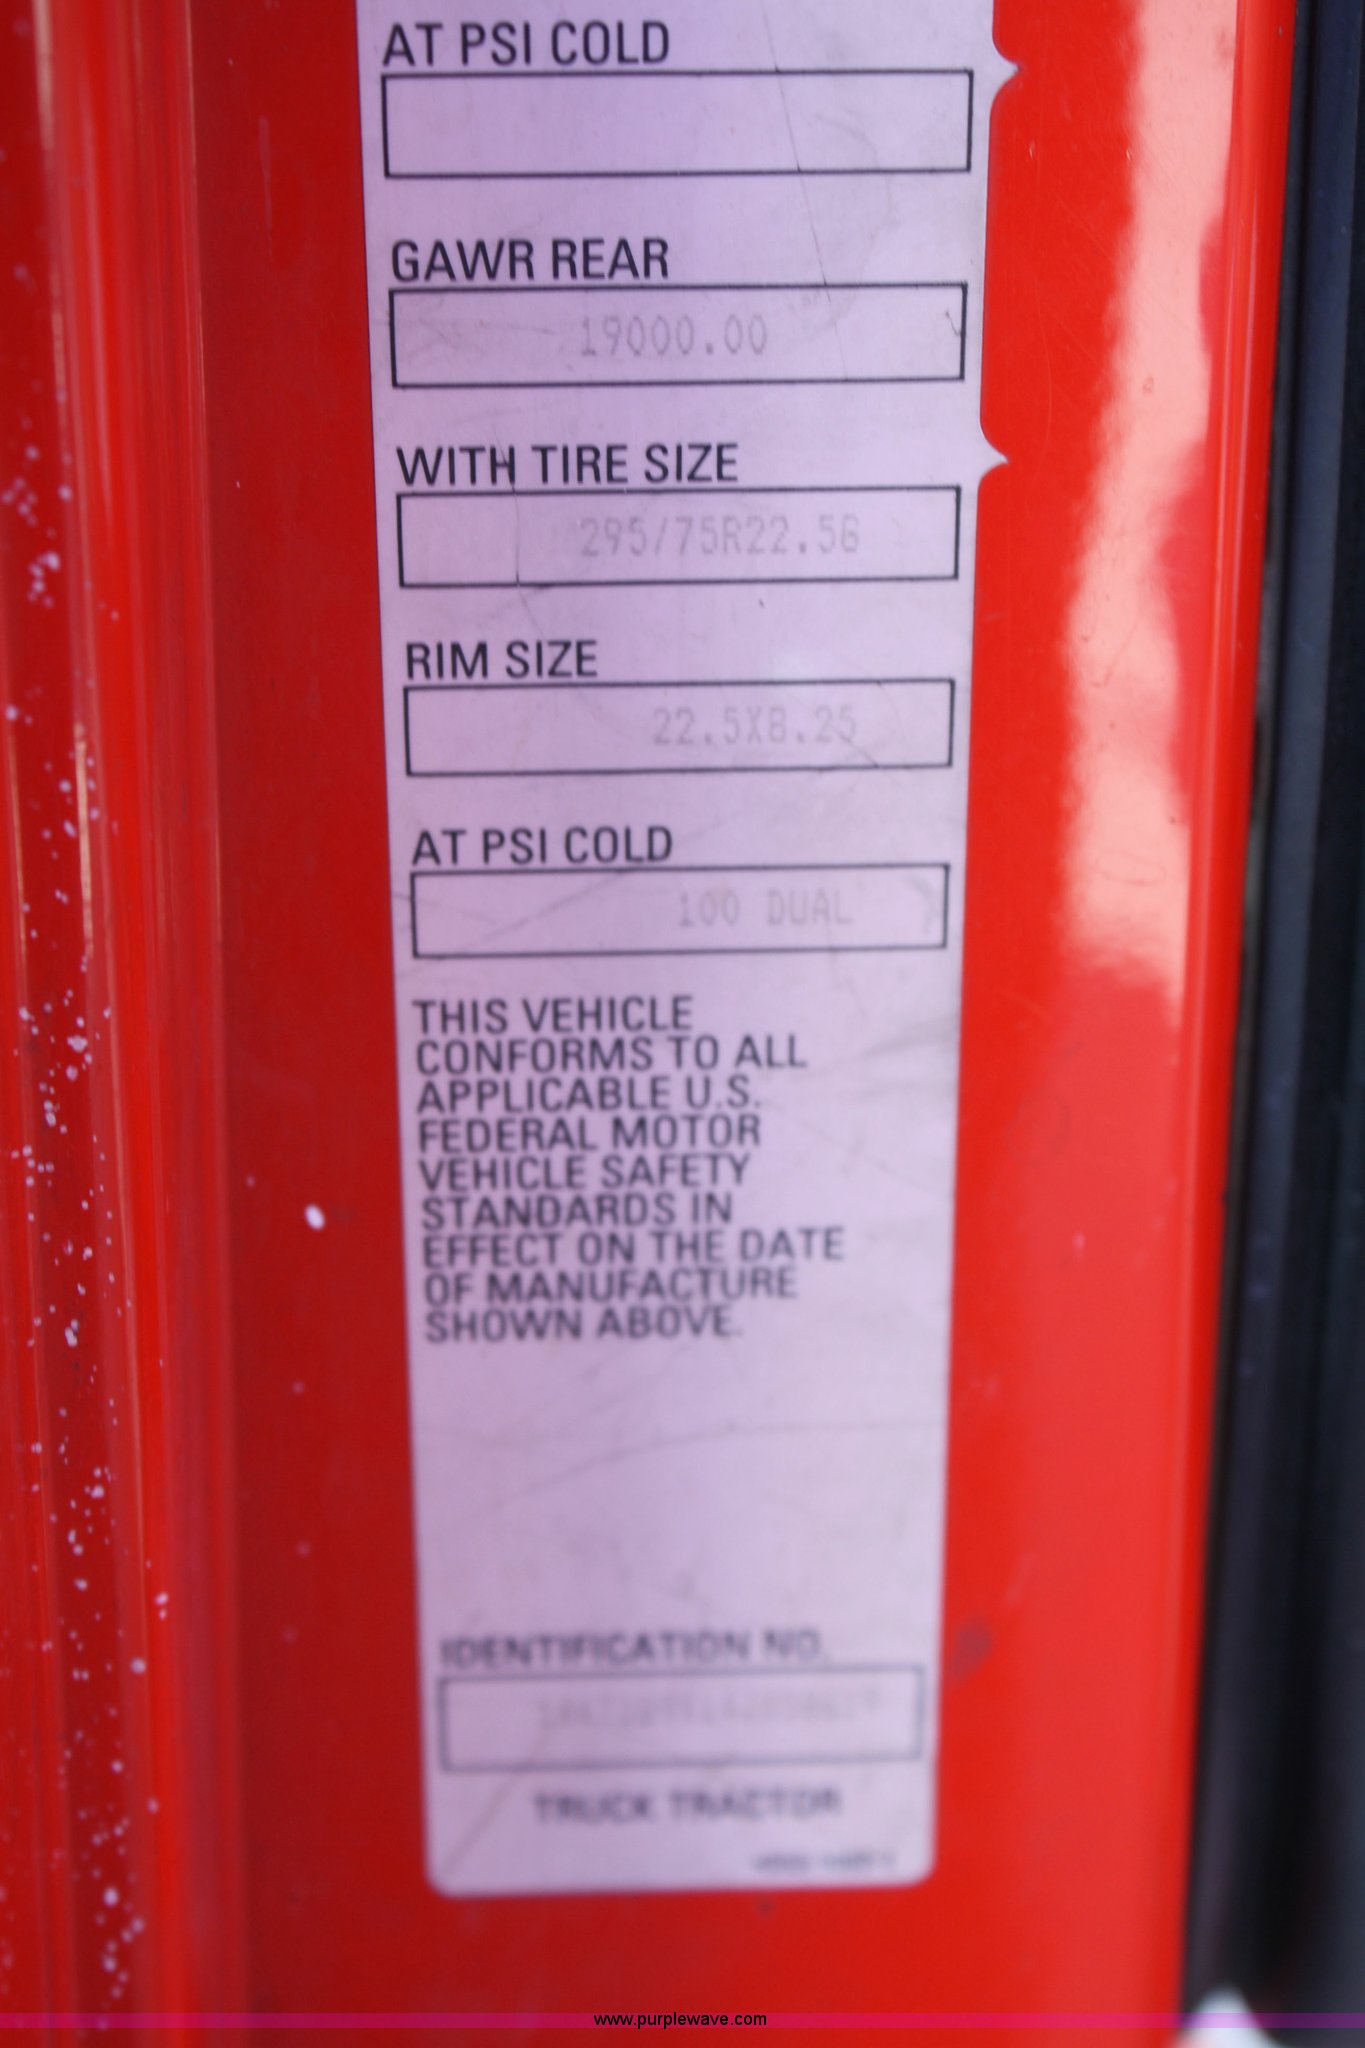 AT PSI COLD
GAWR REAR
19000.00
WITH TIRE SIZE
295/75R22.5G
RIM SIZE
22.5X8.25
AT PSI COLD
100 DUAL
THIS VEHICLE
CONFORMS TO ALL
APPLICABLE U.S.
FEDERAL MOTOR
VEHICLE SAFETY
STANDARDS IN
EFFECT ON THE DATE
OF MANUFACTURE
SHOWN ABOVE.
IDENTIFICATION NO.
TRUCK TRACTOR
www.purplewave.com